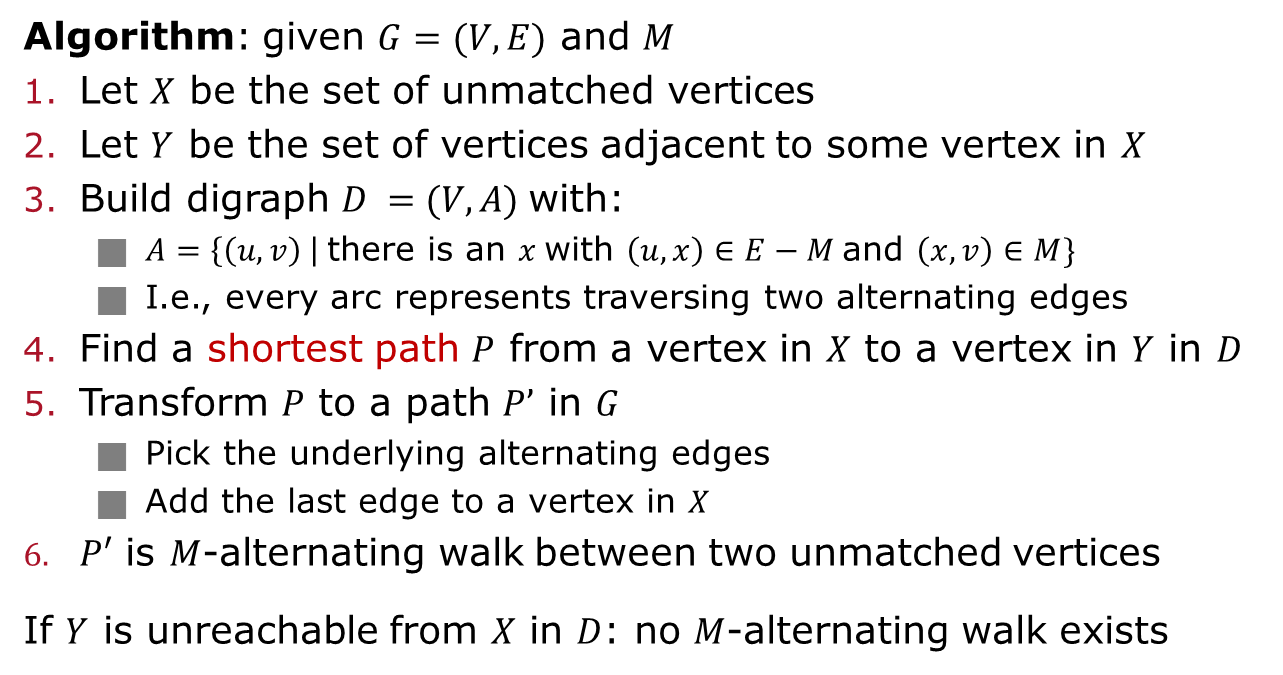 Algorithm: given G = (V, E) and M
1. Let X be the set of unmatched vertices
2. Let Y be the set of vertices adjacent to some vertex in X
3. Build digraph D = (V, A) with:
■ A = {(u, v) | there is an x with (u, x) ∈ E − M and (x, v) ∈ M}
■ I.e., every arc represents traversing two alternating edges
4. Find a shortest path P from a vertex in X to a vertex in Y in D
5. Transform P to a path P’ in G
■ Pick the underlying alternating edges
■ Add the last edge to a vertex in X
6. P′ is M-alternating walk between two unmatched vertices
If Y is unreachable from X in D: no M-alternating walk exists